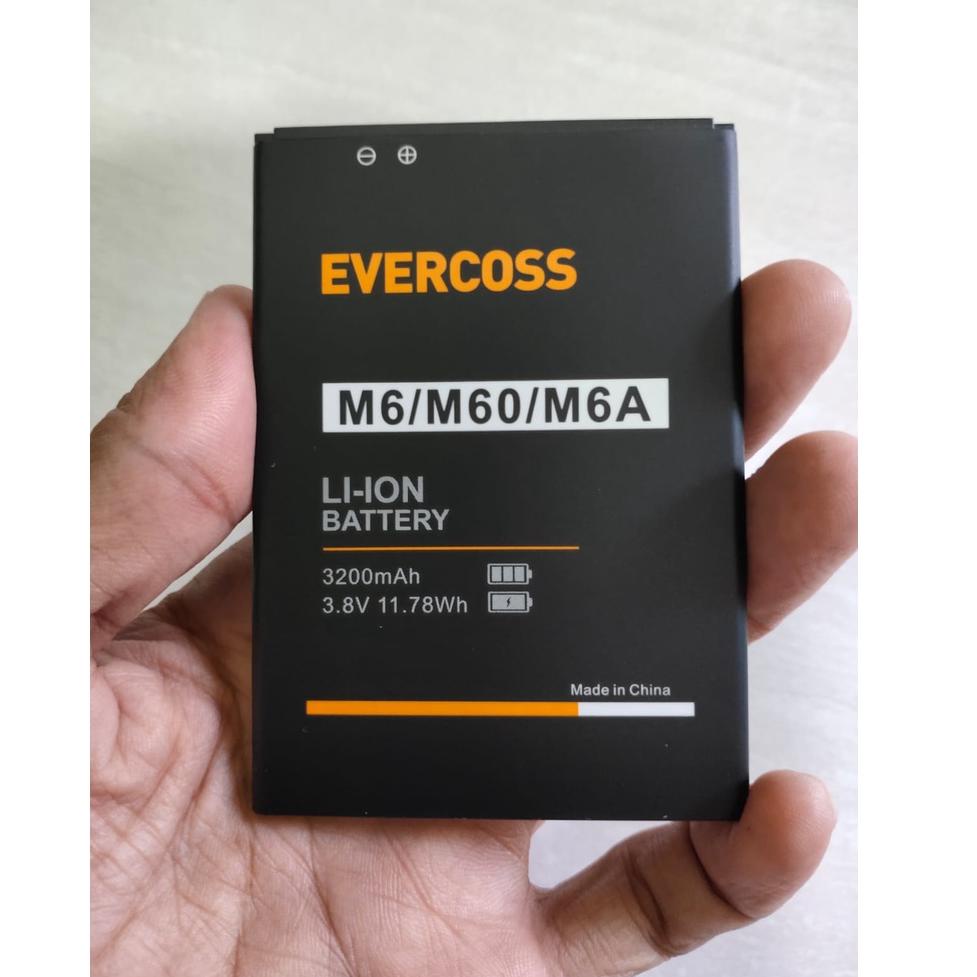 ⊖ ⊕
EVERCOSS
M6/M60/M6A
LI-ION
BATTERY
3200mAh
3.8V 11.78Wh
Made in China